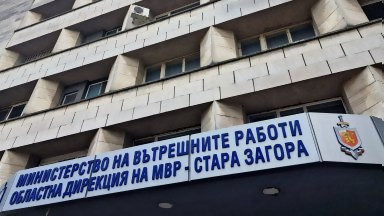 МИНИСТЕРСТВО НА ВЪТРЕШНИТЕ РАБОТИ
ОБЛАСТНА ДИРЕКЦИЯ НА МВР - СТАРА ЗАГОРА